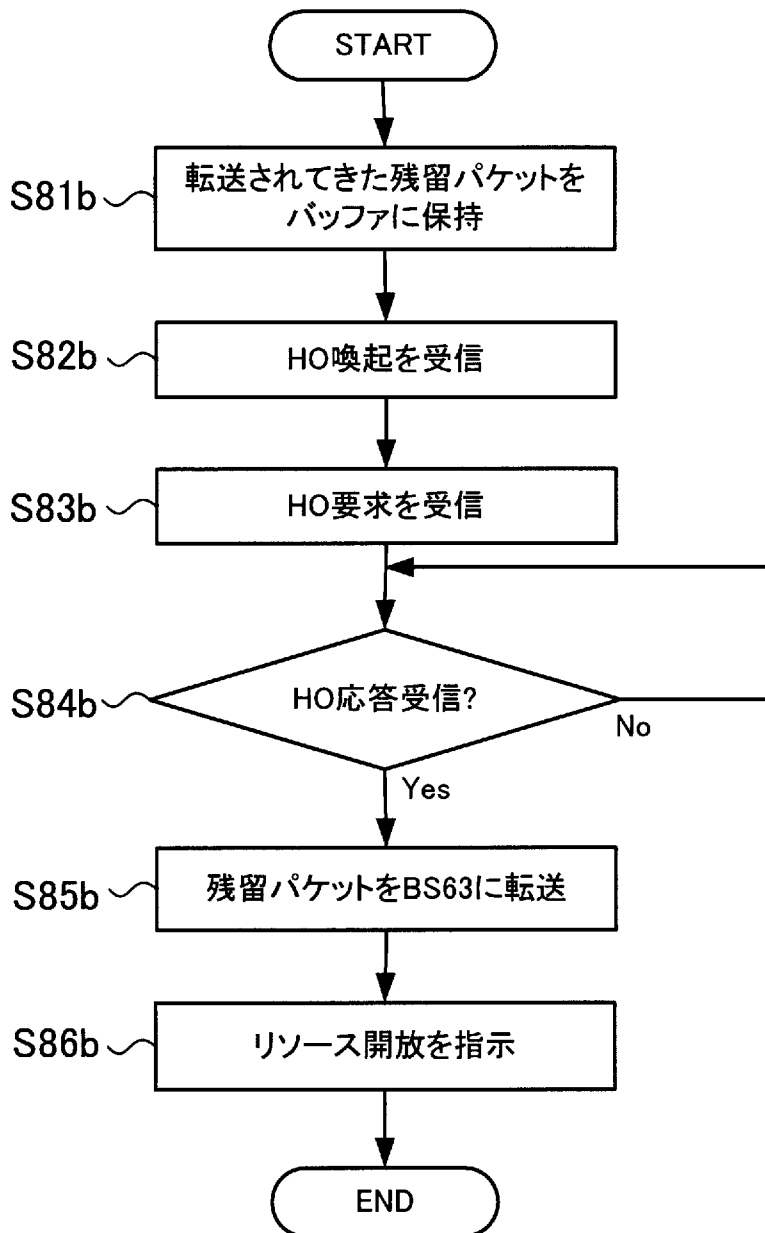 START
S81b
転送されてきた残留パケットを
バッファに保持
S82b
HO喚起を受信
S83b
HO要求を受信
S84b
HO応答受信?
No
Yes
S85b
残留パケットをBS63に転送
S86b
リソース開放を指示
END